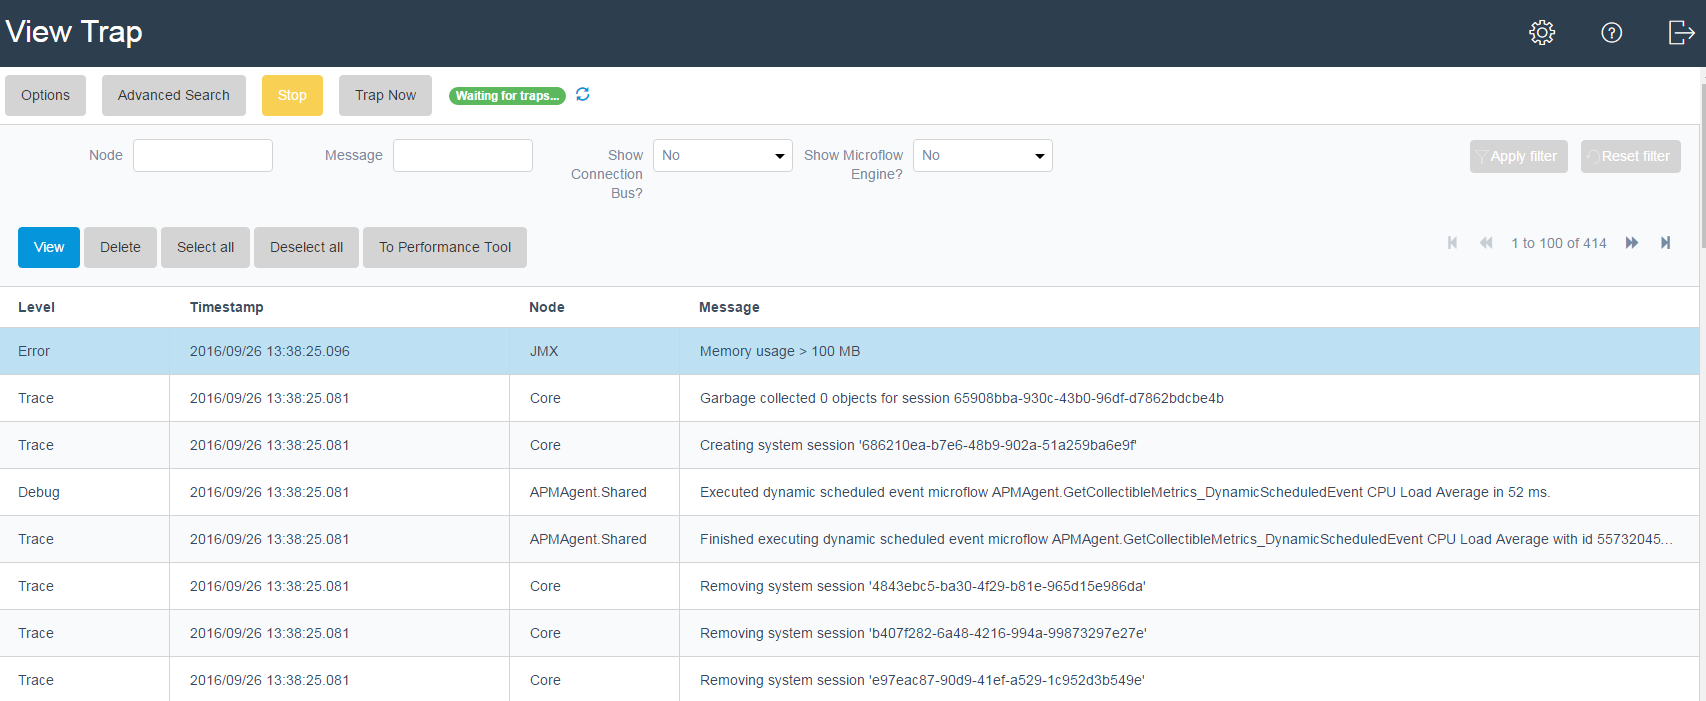 View Trap
Options Advanced Search Stop Trap Now Waiting for traps...
Node Message Show Connection Bus? No Show Microflow Engine? No Apply filter Reset filter
View Delete Select all Deselect all To Performance Tool 1 to 100 of 414
Level Timestamp Node Message
Error 2016/09/26 13:38:25.096 JMX Memory usage > 100 MB
Trace 2016/09/26 13:38:25.081 Core Garbage collected 0 objects for session 65908bba-930c-43b0-96df-d7862bdcbe4b
Trace 2016/09/26 13:38:25.081 Core Creating system session '686210ea-b7e6-48b9-902a-51a259ba6e9f'
Debug 2016/09/26 13:38:25.081 APMAgent.Shared Executed dynamic scheduled event microflow APMAgent.GetCollectibleMetrics_DynamicScheduledEvent CPU Load Average in 52 ms.
Trace 2016/09/26 13:38:25.081 APMAgent.Shared Finished executing dynamic scheduled event microflow APMAgent.GetCollectibleMetrics_DynamicScheduledEvent CPU Load Average with id 55732045...
Trace 2016/09/26 13:38:25.081 Core Removing system session '4843ebc5-ba30-4f29-b81e-965d15e986da'
Trace 2016/09/26 13:38:25.081 Core Removing system session 'b407f282-6a48-4216-994a-99873297e27e'
Trace 2016/09/26 13:38:25.081 Core Removing system session 'e97eac87-90d9-41ef-a529-1c952d3b549e'